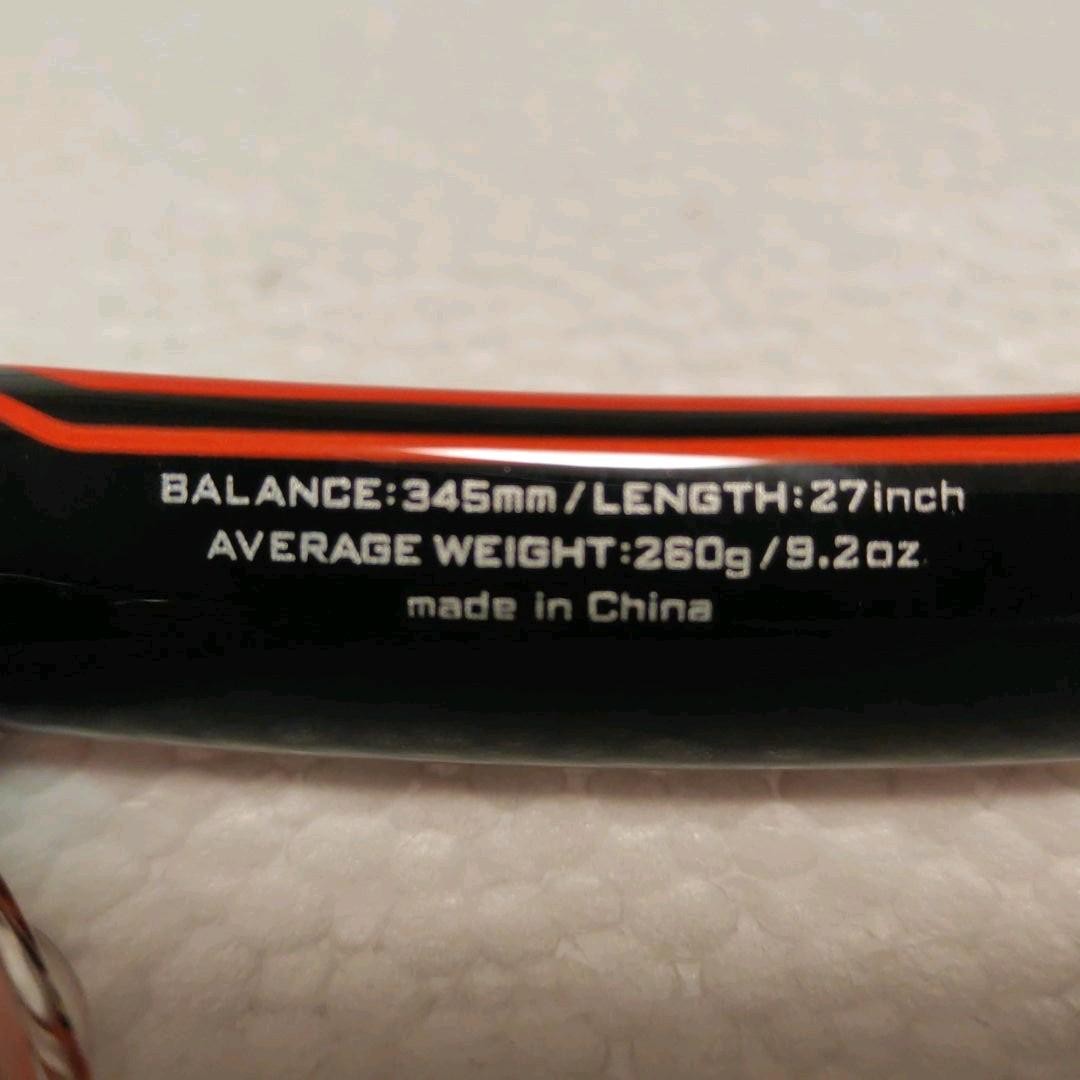 BALANCE:345mm/LENGTH:27inch
AVERAGE WEIGHT:260g/9.2oz
made in China